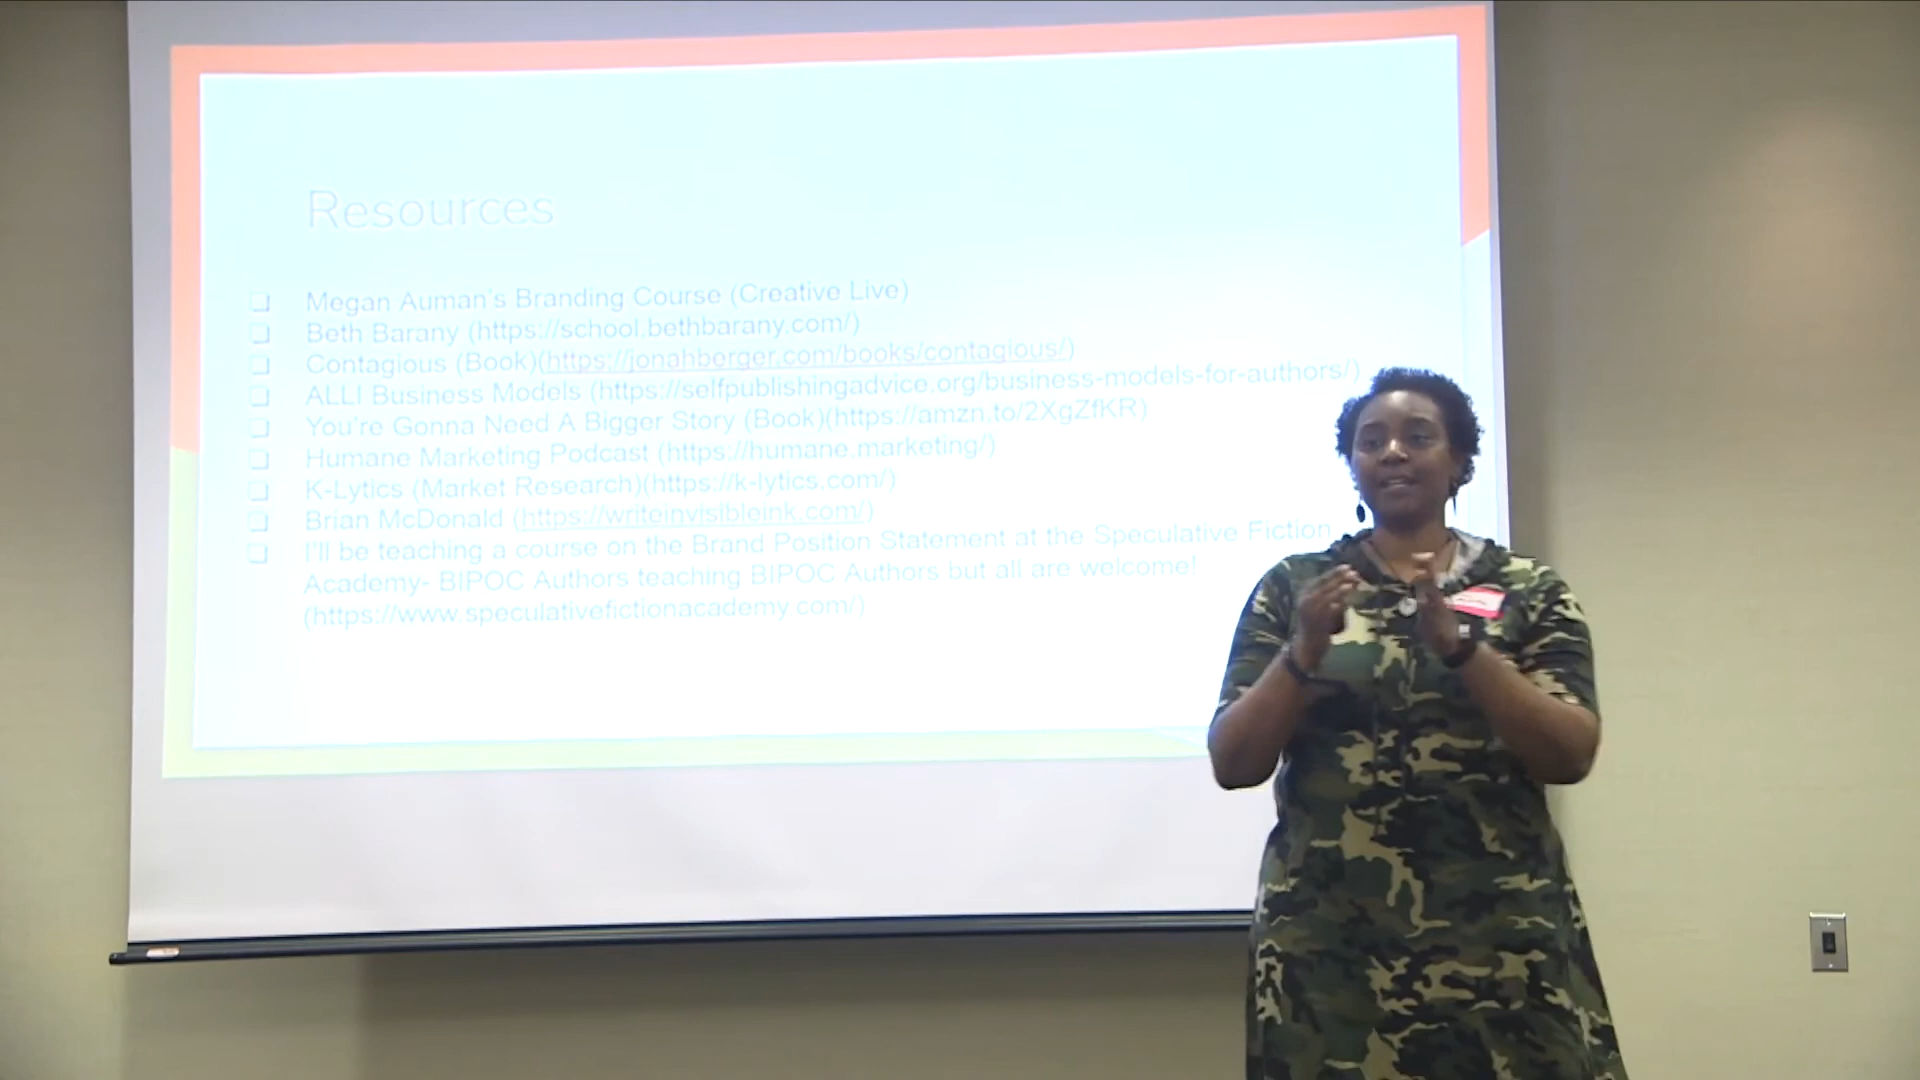 Resources
Megan Auman's Branding Course (Creative Live)
Beth Barany (https://school.bethbarany.com/)
Contagious (Book)(https://jonahberger.com/books/contagious/)
ALLI Business Models (https://selfpublishingadvice.org/business-models-for-authors/)
You're Gonna Need A Bigger Story (Book)(https://amzn.to/2XgZfKR)
Humane Marketing Podcast (https://humane.marketing/)
K-Lytics (Market Research)(https://k-lytics.com/)
Brian McDonald (https://writeinvisibleink.com/)
I'll be teaching a course on the Brand Position Statement at the Speculative Fiction
Academy- BIPOC Authors teaching BIPOC Authors but all are welcome!
(https://www.speculativefictionacademy.com/)